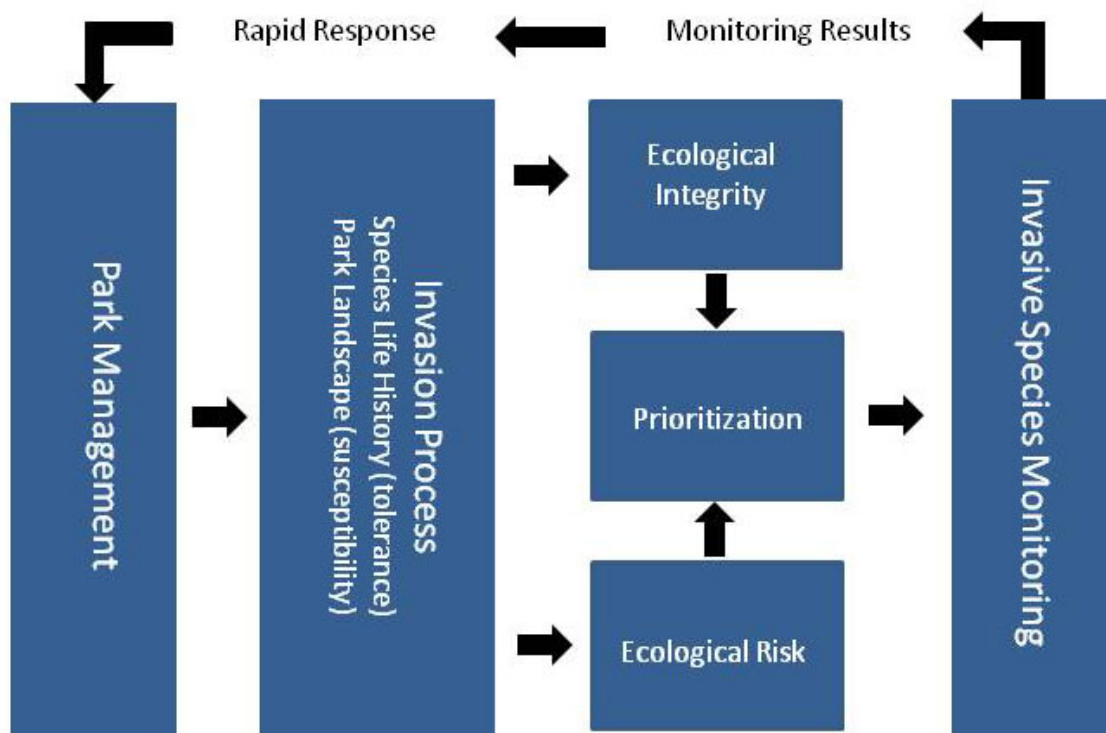 Rapid Response
Monitoring Results
Park Management
Invasion Process
Species Life History (tolerance)
Park Landscape (susceptibility)
Ecological
Integrity
Prioritization
Ecological Risk
Invasive Species Monitoring